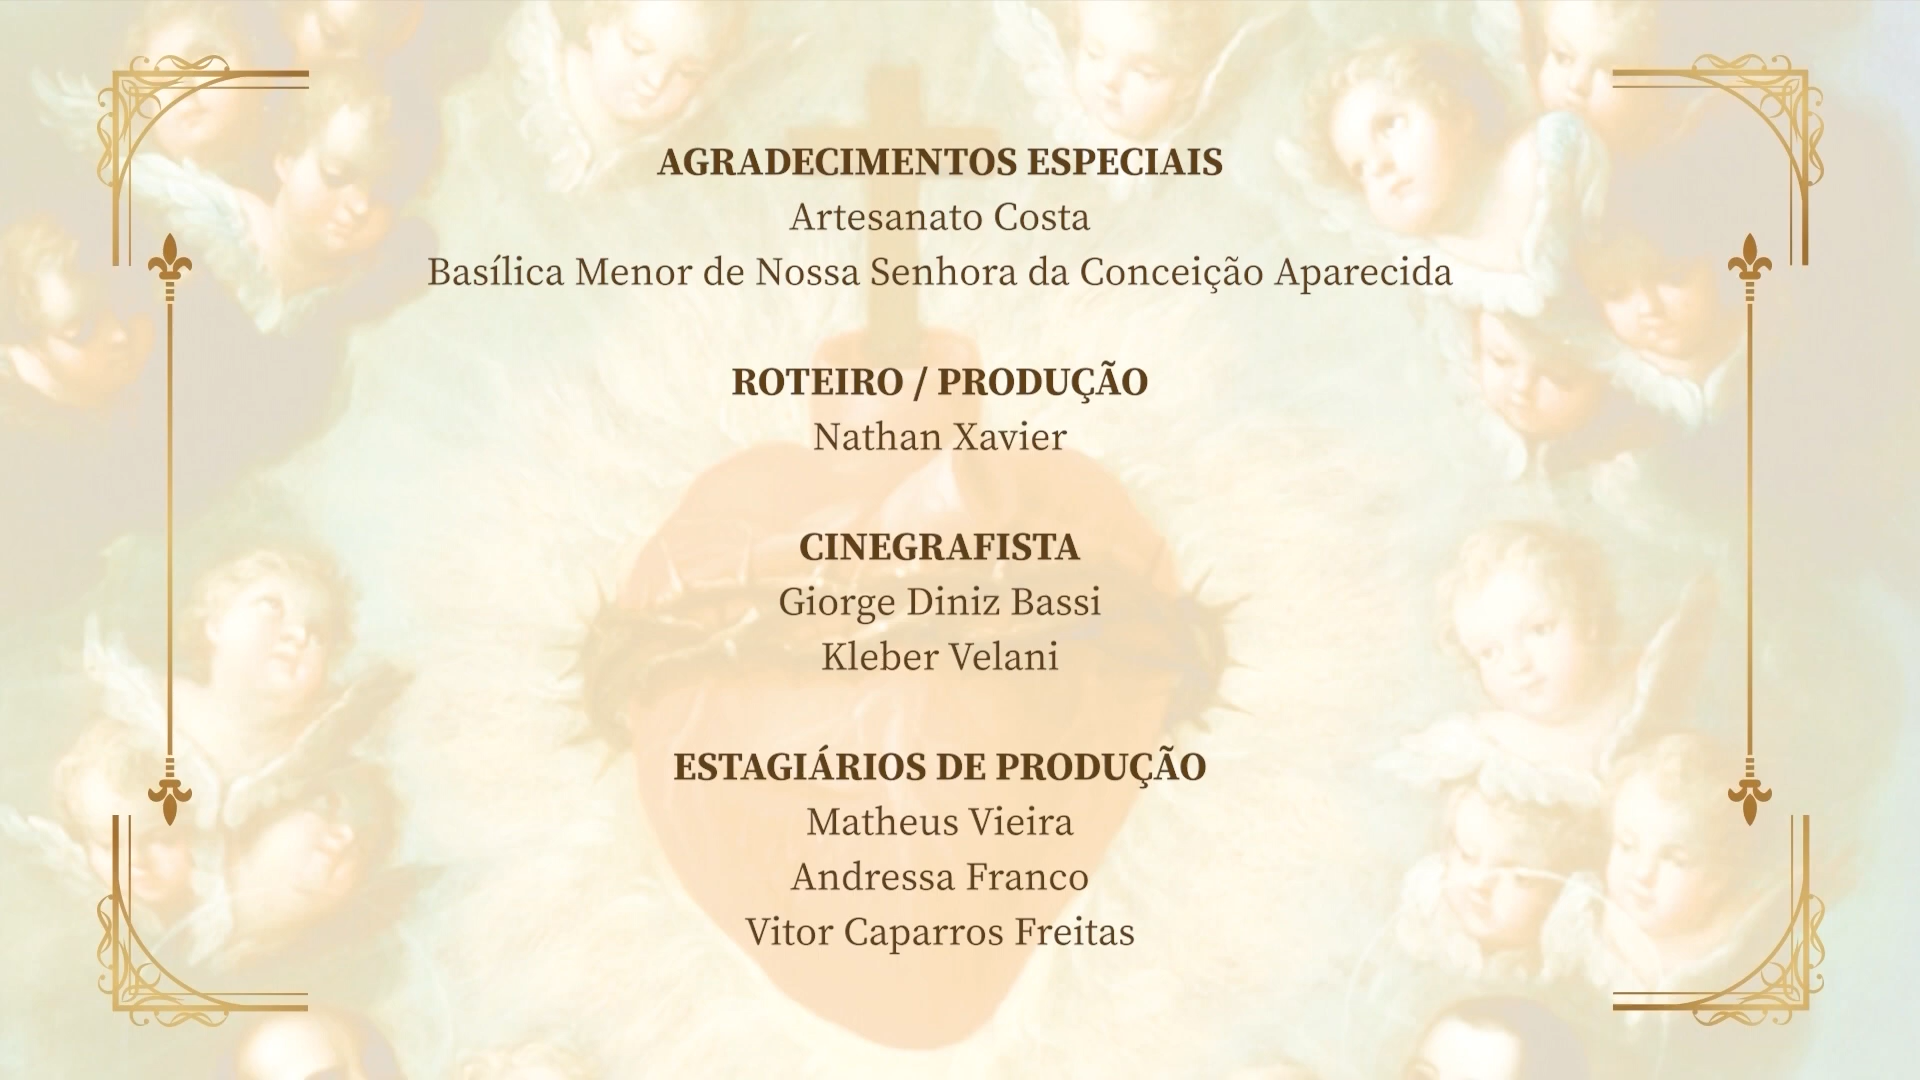 AGRADECIMENTOS ESPECIAIS
Artesanato Costa
Basílica Menor de Nossa Senhora da Conceição Aparecida
ROTEIRO / PRODUÇÃO
Nathan Xavier
CINEGRAFISTA
Giorge Diniz Bassi
Kleber Velani
ESTAGIÁRIOS DE PRODUÇÃO
Matheus Vieira
Andressa Franco
Vitor Caparros Freitas